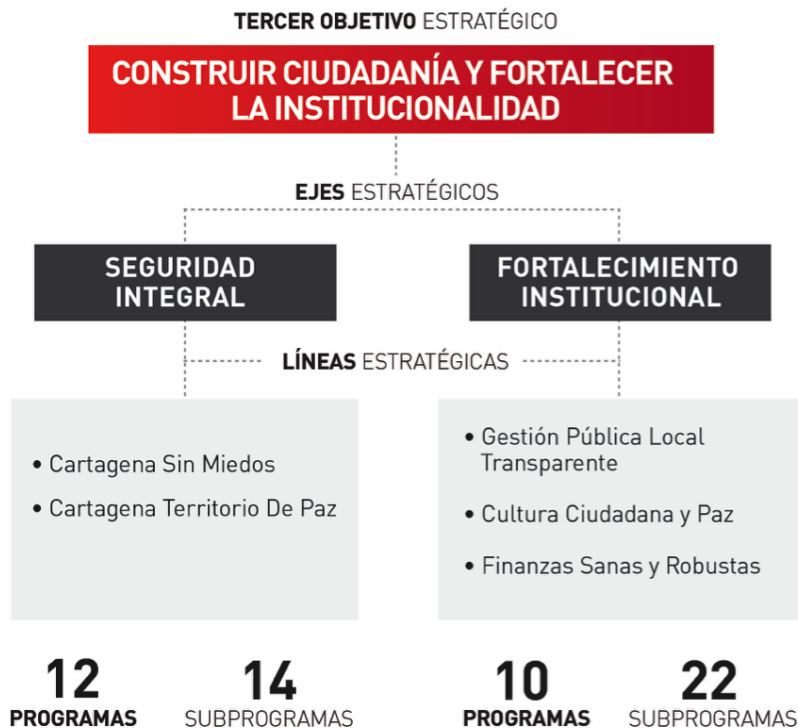 TERCER OBJETIVO ESTRATÉGICO
CONSTRUIR CIUDADANÍA Y FORTALECER
LA INSTITUCIONALIDAD
EJES ESTRATÉGICOS
SEGURIDAD
INTEGRAL
FORTALECIMIENTO
INSTITUCIONAL
LÍNEAS ESTRATÉGICAS
• Cartagena Sin Miedos
• Cartagena Territorio De Paz
• Gestión Pública Local
Transparente
• Cultura Ciudadana y Paz
• Finanzas Sanas y Robustas
12
PROGRAMAS
14
SUBPROGRAMAS
10
PROGRAMAS
22
SUBPROGRAMAS